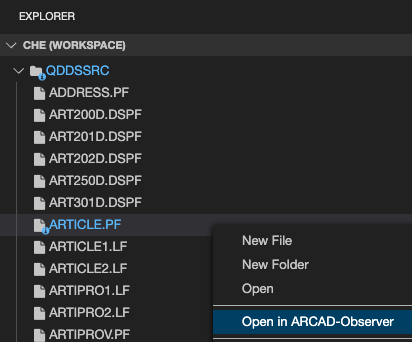 EXPLORER
CHE (WORKSPACE)
QDDSSRC
ADDRESS.PF
ART200D.DSPF
ART201D.DSPF
ART202D.DSPF
ART250D.DSPF
ART301D.DSPF
ARTICLE.PF
ARTICLE1.LF
ARTICLE2.LF
ARTIPRO1.LF
ARTIPRO2.LF
ARTIPROV.PF
New File
New Folder
Open
Open in ARCAD-Observer